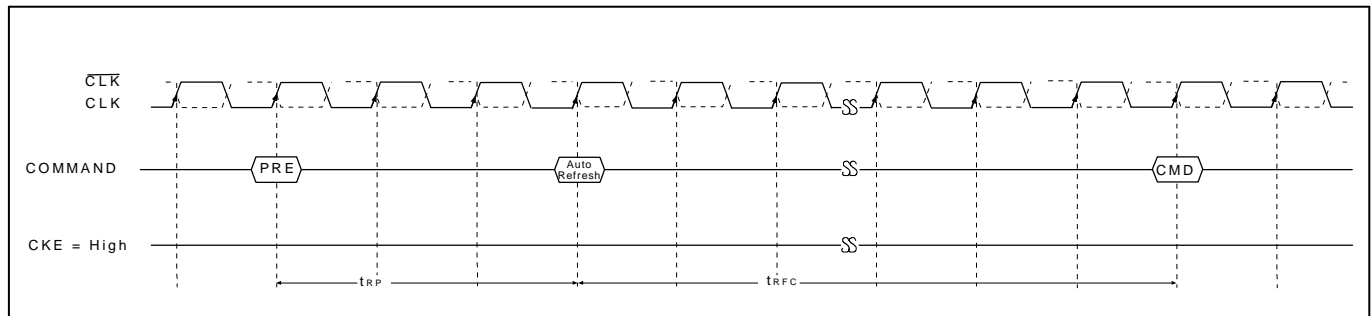 CLK
CLK
COMMAND
PRE
Auto
Refresh
CMD
CKE = High
tRP
tRFC